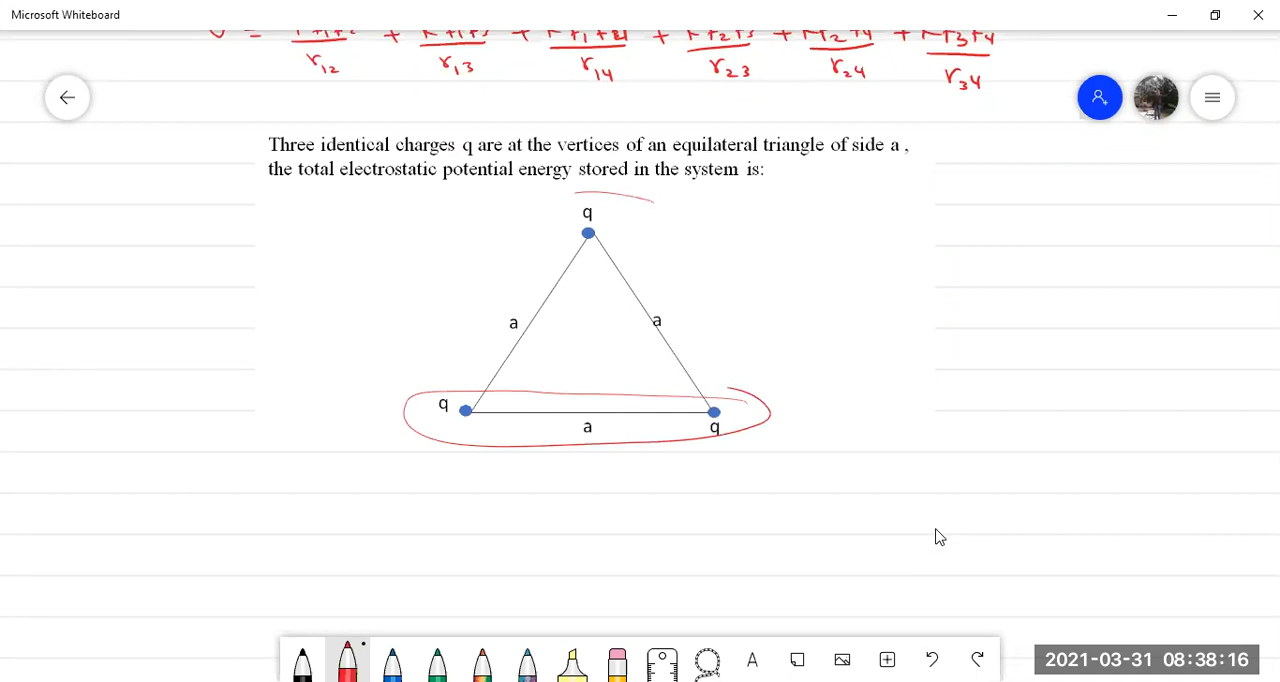 Microsoft Whiteboard
r12 r13 r14 r23 r24 r34
Three identical charges q are at the vertices of an equilateral triangle of side a ,
the total electrostatic potential energy stored in the system is:
q
a
a
q
a
q
A
2021-03-31 08:38:16